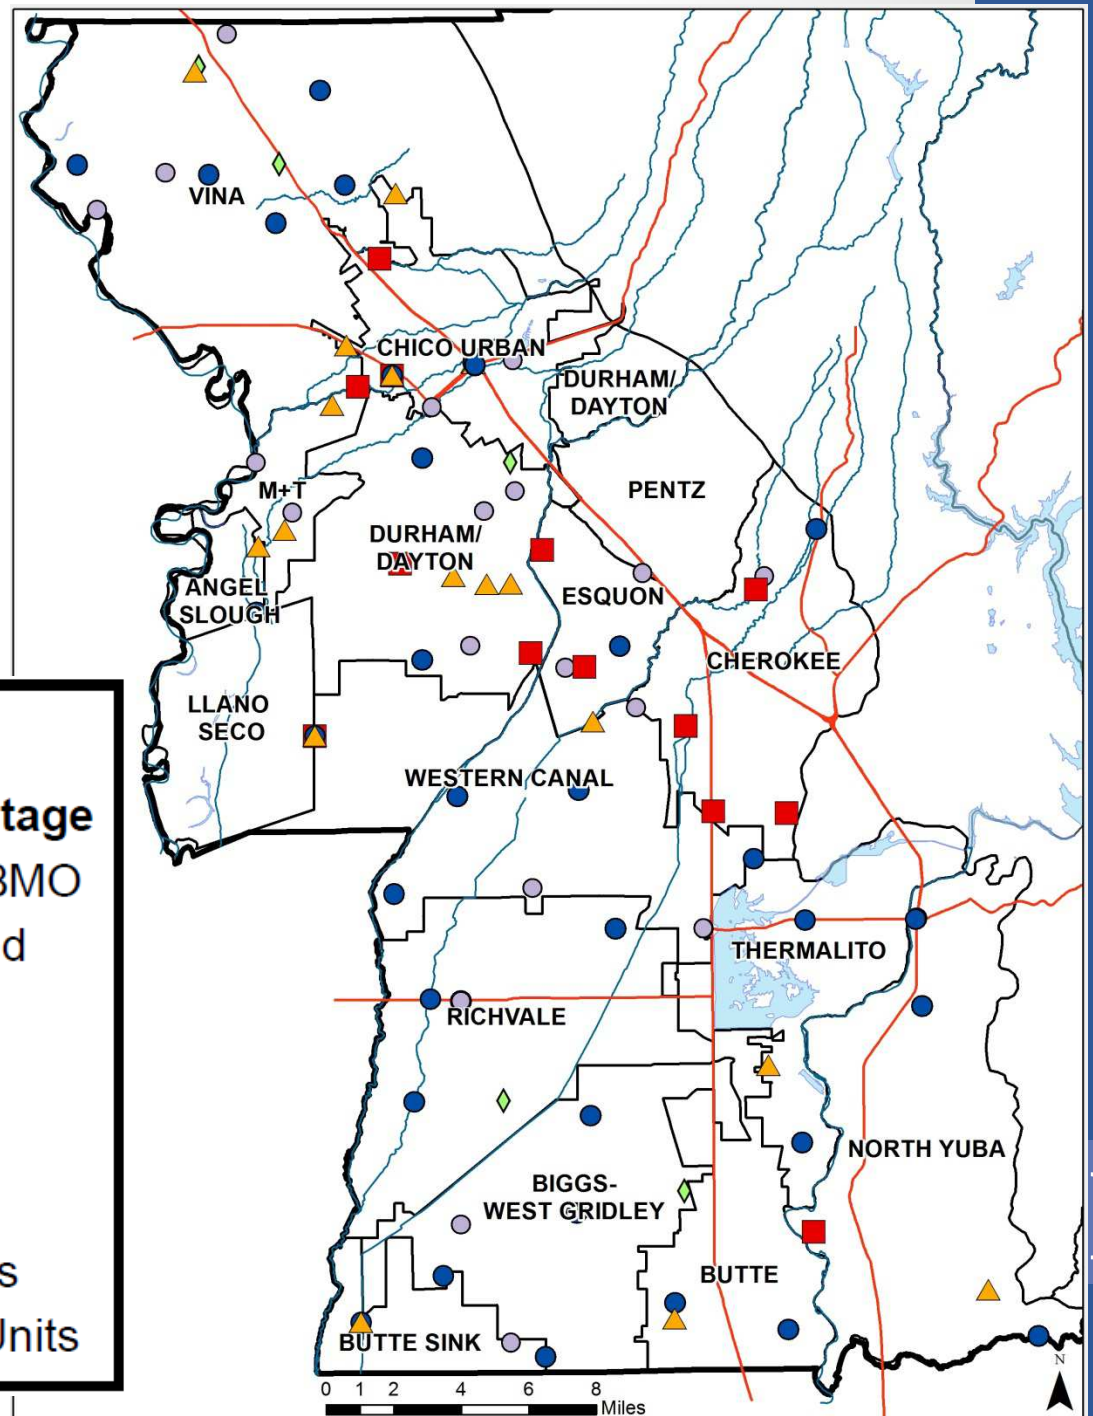 VINA
CHICO URBAN
DURHAM/
DAYTON
PENTZ
M+T
DURHAM/
DAYTON
ANGEL
SLOUGH
ESQUON
CHEROKEE
LLANO
SECO
WESTERN CANAL
tage
BMO
d
THERMALITO
RICHVALE
NORTH YUBA
BIGGS-
WEST GRIDLEY
BUTTE
s
Units
BUTTE SINK
N
0 1 2 4 6 8
Miles